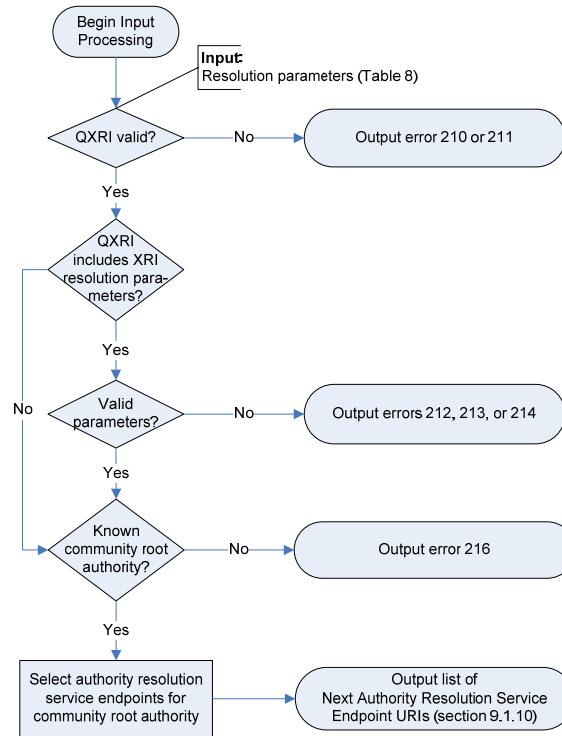 Begin Input
Processing
Input:
Resolution parameters (Table 8)
QXRI valid?
No
Output error 210 or 211
Yes
QXRI
includes XRI
resolution para-
meters?
Yes
No
Valid
parameters?
No
Output errors 212, 213, or 214
Yes
Known
community root
authority?
No
Output error 216
Yes
Select authority resolution
service endpoints for
community root authority
Output list of
Next Authority Resolution Service
Endpoint URIs (section 9.1.10)